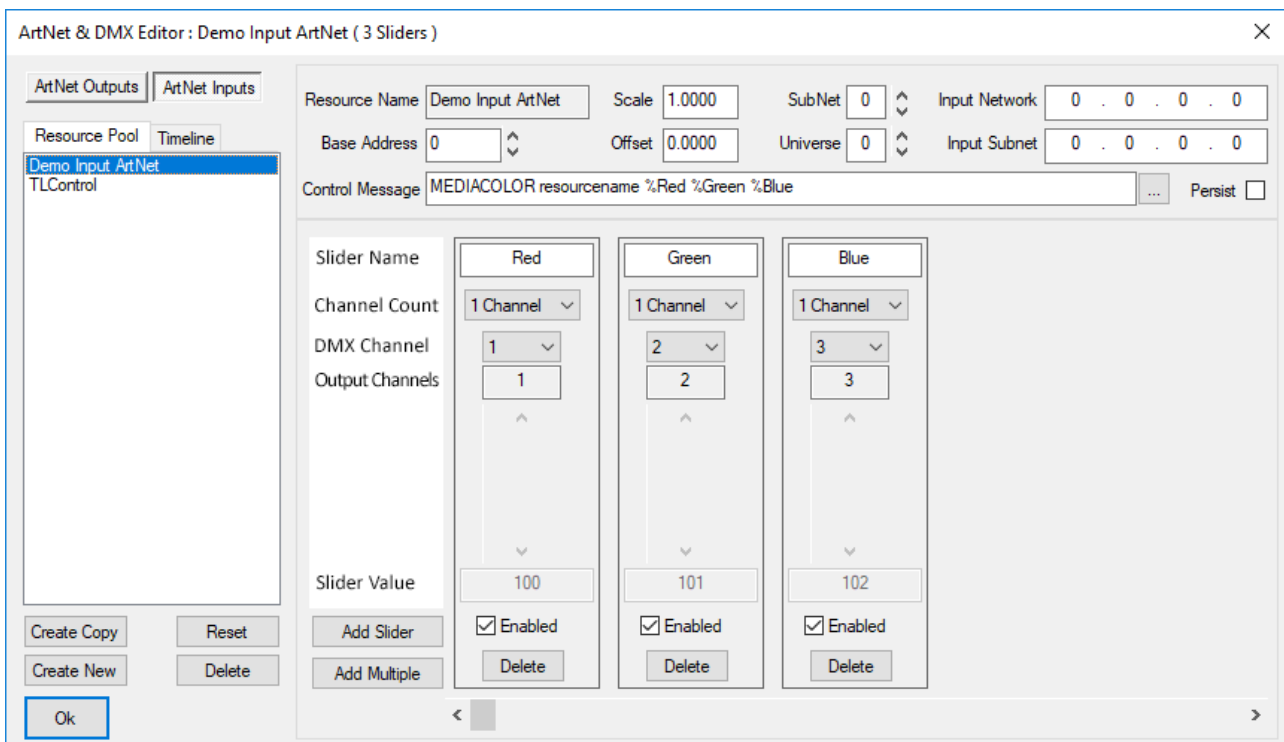 ArtNet & DMX Editor : Demo Input ArtNet ( 3 Sliders )
ArtNet Outputs ArtNet Inputs
Resource Pool Timeline
Demo Input ArtNet
TLControl
Create Copy Reset
Create New Delete
Ok
Resource Name Demo Input ArtNet Scale 1.0000 SubNet 0 Input Network 0 . 0 . 0 . 0
Base Address 0 Offset 0.0000 Universe 0 Input Subnet 0 . 0 . 0 . 0
Control Message MEDIACOLOR resourcename %Red %Green %Blue ... Persist
Slider Name Red Green Blue
Channel Count 1 Channel 1 Channel 1 Channel
DMX Channel 1 2 3
Output Channels 1 2 3
Slider Value 100 101 102
Add Slider Enabled Enabled Enabled
Add Multiple Delete Delete Delete